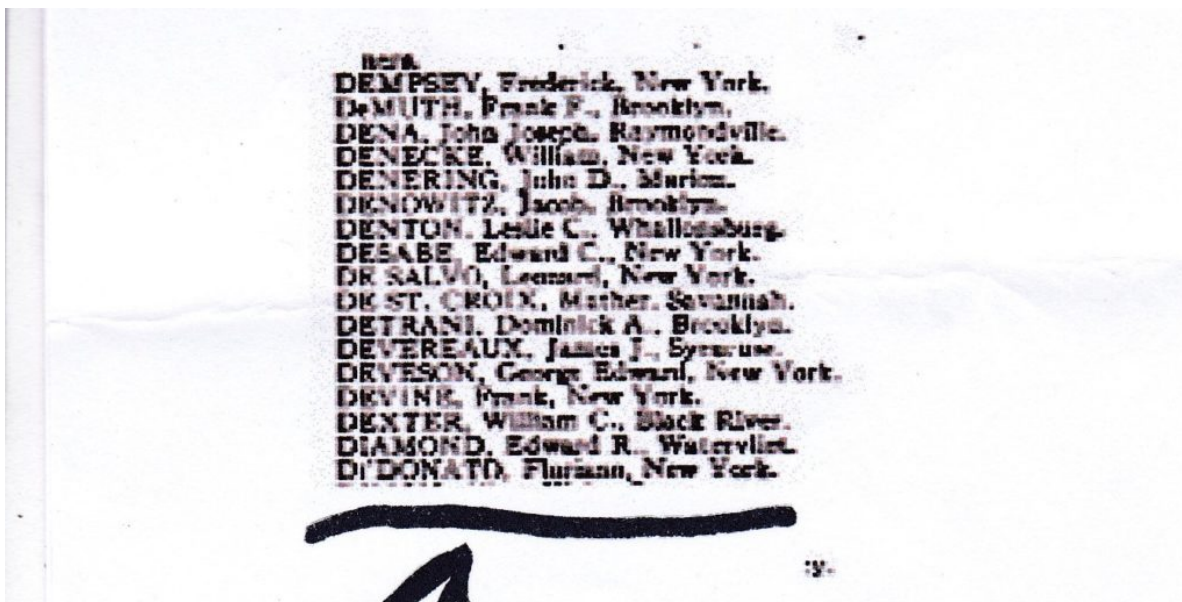 DEMPSEY, Frederick, New York.
DeMUTH, Frank F., Brooklyn.
DENA, John Joseph, Raymondville.
DENECKE, William, New York.
DENERING, John D., Marion.
DENOWITZ, Jacob, Brooklyn.
DENTON, Leslie C., Whallonsburg.
DESABE, Edward C., New York.
DE SALVO, Leonard, New York.
DE ST. CROIX, Mather, Savannah.
DETRANI, Dominick A., Brooklyn.
DEVEREAUX, James J., Syracuse.
DEVESON, George Edward, New York.
DEVINE, Frank, New York.
DEXTER, William C., Black River.
DIAMOND, Edward R., Watervliet.
DI'DONATO, Floriano, New York.